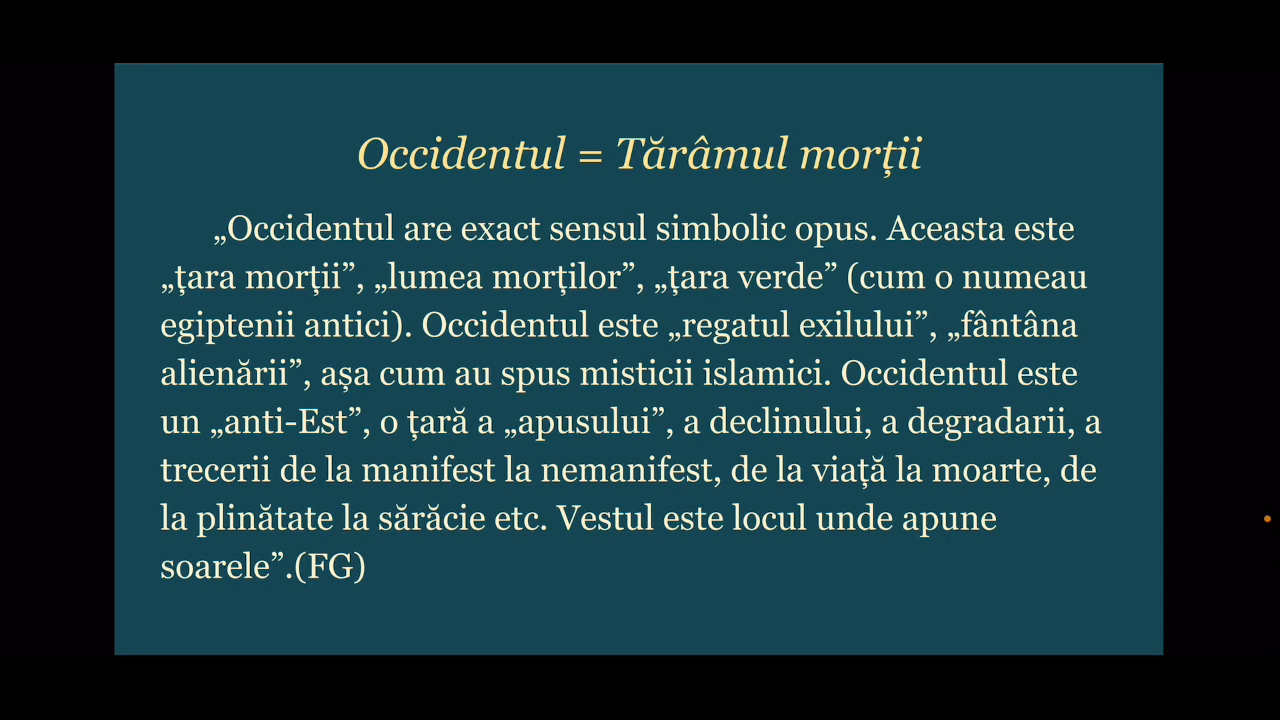 Occidentul = Tărâmul morții
„Occidentul are exact sensul simbolic opus. Aceasta este
„țara morții”, „lumea morților”, „țara verde” (cum o numeau
egiptenii antici). Occidentul este „regatul exilului”, „fântâna
alienării”, așa cum au spus misticii islamici. Occidentul este
un „anti-Est”, o țară a „apusului”, a declinului, a degradarii, a
trecerii de la manifest la nemanifest, de la viață la moarte, de
la plinătate la sărăcie etc. Vestul este locul unde apune
soarele”.(FG)